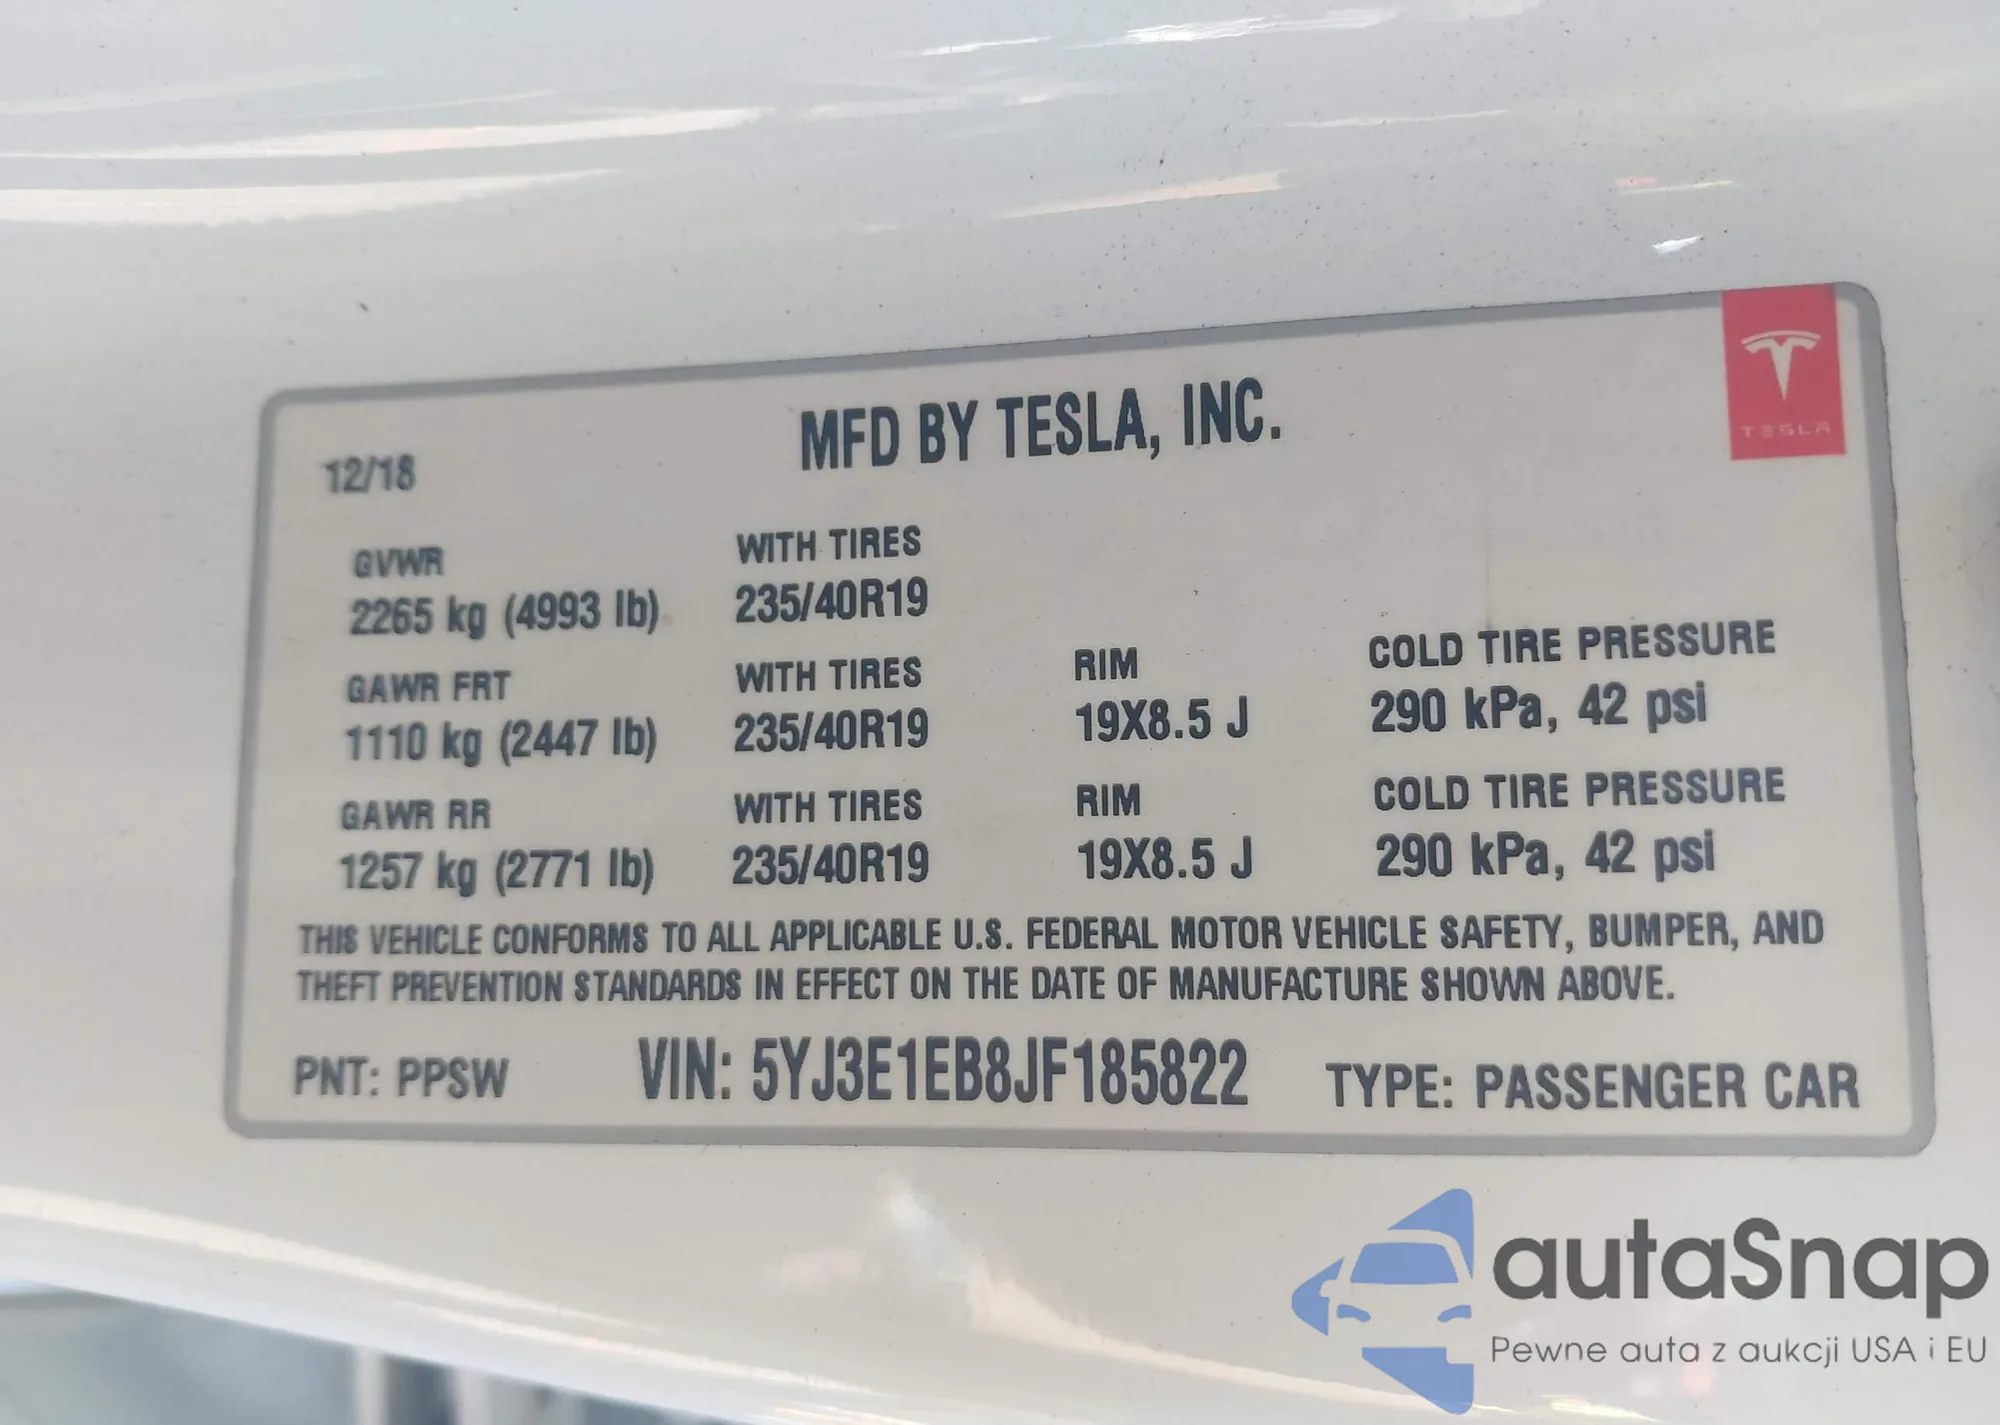 TESLA
MFD BY TESLA, INC.
12/18
GVWR WITH TIRES
2265 kg (4993 lb) 235/40R19
GAWR FRT WITH TIRES RIM COLD TIRE PRESSURE
1110 kg (2447 lb) 235/40R19 19X8.5 J 290 kPa, 42 psi
GAWR RR WITH TIRES RIM COLD TIRE PRESSURE
1257 kg (2771 lb) 235/40R19 19X8.5 J 290 kPa, 42 psi
THIS VEHICLE CONFORMS TO ALL APPLICABLE U.S. FEDERAL MOTOR VEHICLE SAFETY, BUMPER, AND
THEFT PREVENTION STANDARDS IN EFFECT ON THE DATE OF MANUFACTURE SHOWN ABOVE.
PNT: PPSW VIN: 5YJ3E1EB8JF185822 TYPE: PASSENGER CAR
autaSnap
Pewne auta z aukcji USA i EU